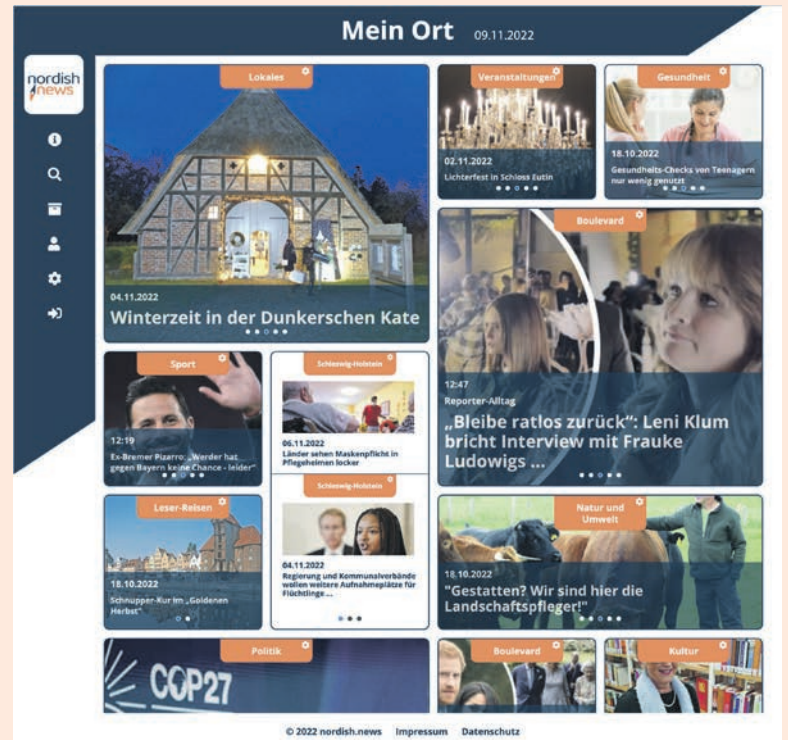 Mein Ort 09.11.2022
nordish
news
Lokales
04.11.2022
Winterzeit in der Dunkerschen Kate
Veranstaltungen
02.11.2022
Lichterfest in Schloss Eutin
Gesundheit
18.10.2022
Gesundheits-Checks von Teenagern
nur wenig genutzt
Boulevard
12:47
Reporter-Alltag
„Bleibe ratlos zurück“: Leni Klum
bricht Interview mit Frauke
Ludowigs ...
Sport
12:19
Ex-Bremer Pizarro: „Werder hat
gegen Bayern keine Chance - leider“
Schleswig-Holstein
06.11.2022
Länder sehen Maskenpflicht in
Pflegeheimen locker
Schleswig-Holstein
04.11.2022
Regierung und Kommunalverbände
wollen weitere Aufnahmeplätze für
Flüchtlinge ...
Leser-Reisen
18.10.2022
Schnupper-Kur im „Goldenen
Herbst“
Natur und
Umwelt
18.10.2022
"Gestatten? Wir sind hier die
Landschaftspfleger!"
Politik
COP27
Boulevard
Kultur
© 2022 nordish.news Impressum Datenschutz